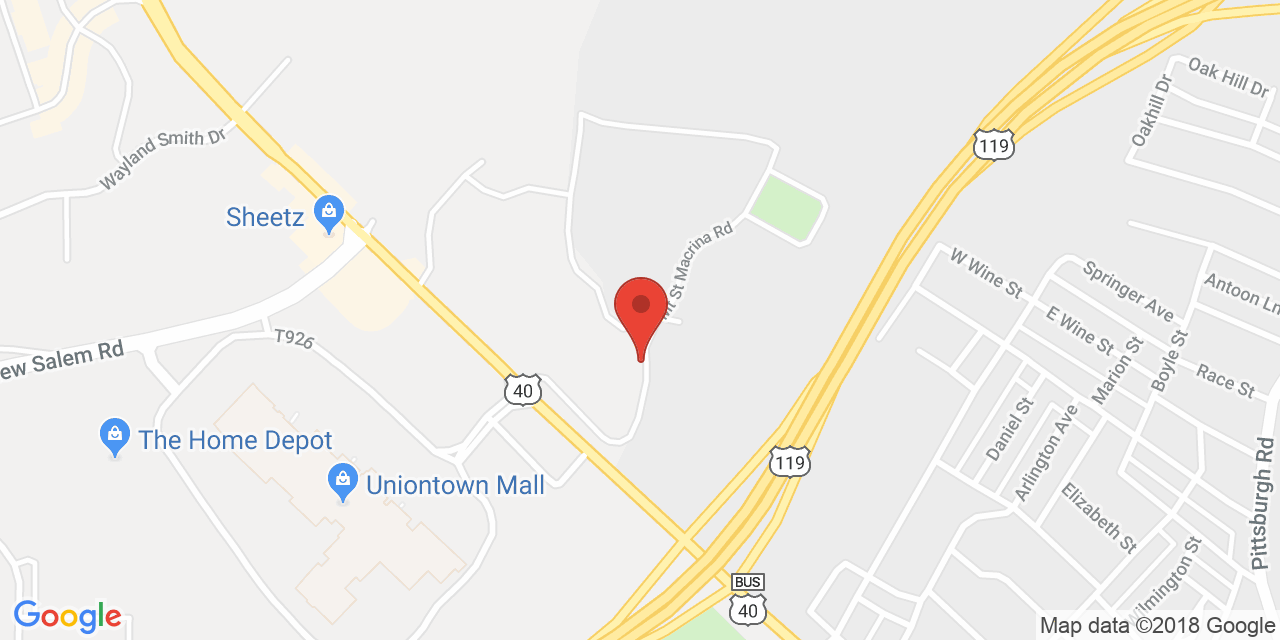 Oak Hill Dr
Oakhill Dr
119
Wayland Smith Dr
Sheetz
St Macrina Rd
W Wine St
Springer Ave
Antoon Ln
E Wine St
Marion St
Boyle St
Race St
T926
ew Salem Rd
40
The Home Depot
Uniontown Mall
119
Daniel St
Arlington Ave
Elizabeth St
Pittsburgh Rd
ilmington St
BUS
40
Google
Map data ©2018 Google